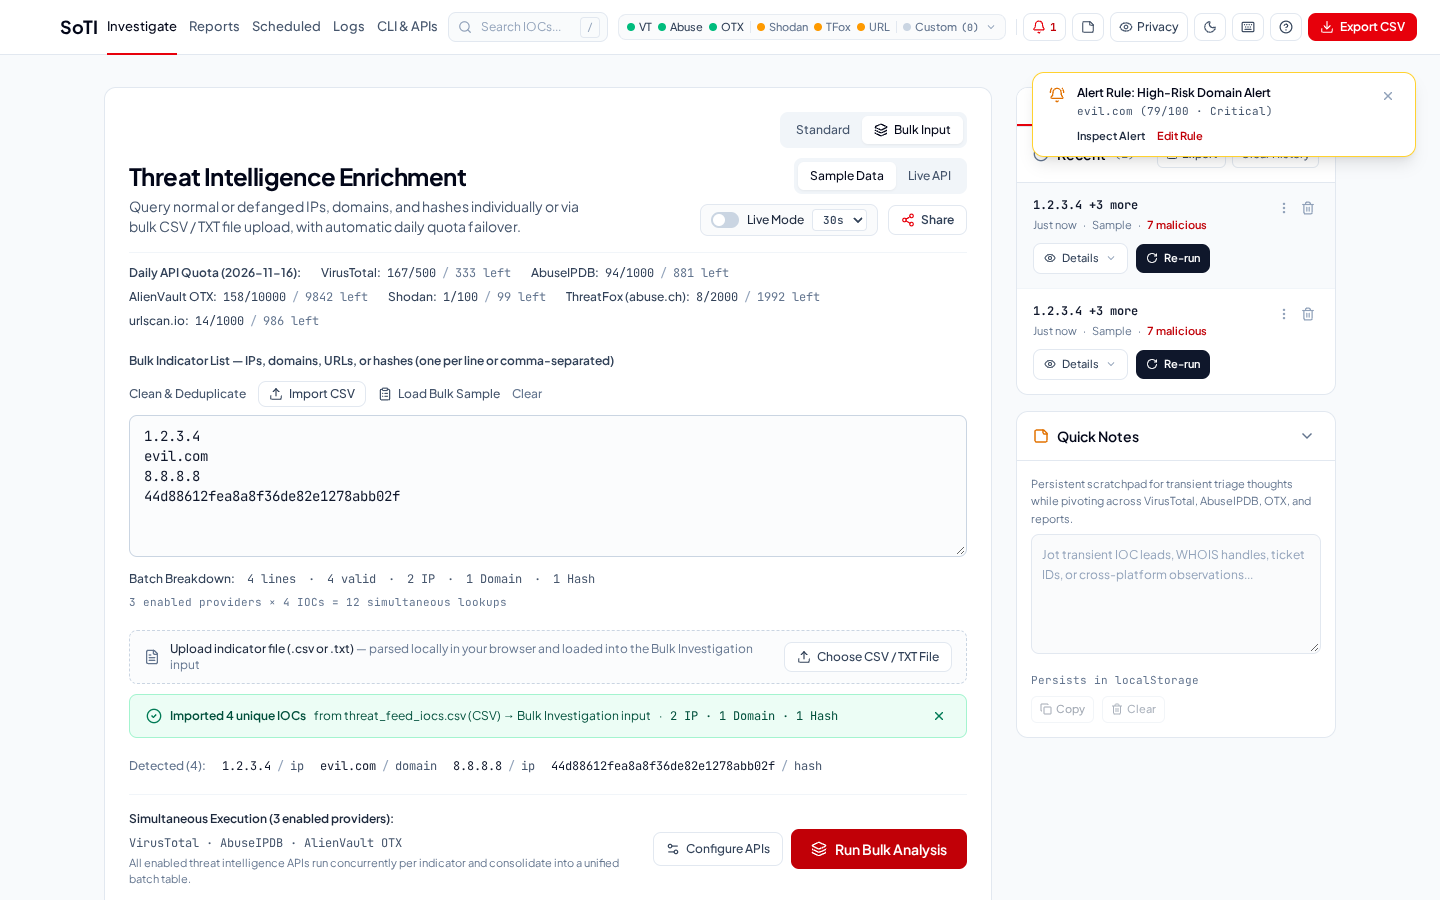 SoTI Investigate Reports Scheduled Logs CLI & APIs Search IOCs... / VT Abuse OTX Shodan TFox URL Custom (0) 1 Privacy Export CSV
Alert Rule: High-Risk Domain Alert
evil.com (79/100 · Critical)
Inspect Alert Edit Rule
Standard Bulk Input
Threat Intelligence Enrichment
Sample Data Live API
Query normal or defanged IPs, domains, and hashes individually or via
bulk CSV / TXT file upload, with automatic daily quota failover.
Live Mode 30s Share
Daily API Quota (2026-11-16): VirusTotal: 167/500 / 333 left AbuseIPDB: 94/1000 / 881 left
AlienVault OTX: 158/10000 / 9842 left Shodan: 1/100 / 99 left ThreatFox (abuse.ch): 8/2000 / 1992 left
urlscan.io: 14/1000 / 986 left
Bulk Indicator List — IPs, domains, URLs, or hashes (one per line or comma-separated)
Clean & Deduplicate Import CSV Load Bulk Sample Clear
1.2.3.4
evil.com
8.8.8.8
44d88612fea8a8f36de82e1278abb02f
Batch Breakdown: 4 lines · 4 valid · 2 IP · 1 Domain · 1 Hash
3 enabled providers × 4 IOCs = 12 simultaneous lookups
Upload indicator file (.csv or .txt) — parsed locally in your browser and loaded into the Bulk Investigation
input
Choose CSV / TXT File
Imported 4 unique IOCs from threat_feed_iocs.csv (CSV) → Bulk Investigation input · 2 IP · 1 Domain · 1 Hash
Detected (4): 1.2.3.4 / ip evil.com / domain 8.8.8.8 / ip 44d88612fea8a8f36de82e1278abb02f / hash
Simultaneous Execution (3 enabled providers):
VirusTotal · AbuseIPDB · AlienVault OTX
All enabled threat intelligence APIs run concurrently per indicator and consolidate into a unified
batch table.
Configure APIs Run Bulk Analysis
1.2.3.4 +3 more
Just now · Sample · 7 malicious
Details Re-run
1.2.3.4 +3 more
Just now · Sample · 7 malicious
Details Re-run
Quick Notes
Persistent scratchpad for transient triage thoughts
while pivoting across VirusTotal, AbuseIPDB, OTX, and
reports.
Jot transient IOC leads, WHOIS handles, ticket
IDs, or cross-platform observations...
Persists in localStorage
Copy Clear